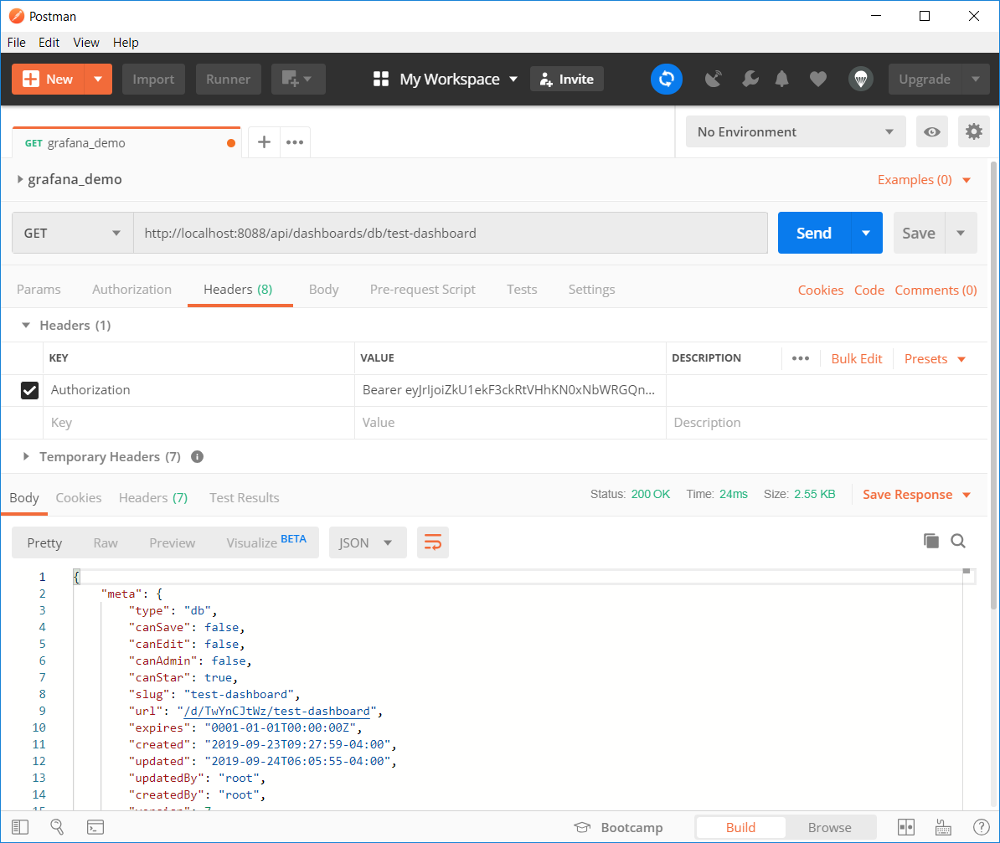 Postman
File Edit View Help
New Import Runner My Workspace Invite Upgrade
GET grafana_demo No Environment
grafana_demo Examples (0)
GET http://localhost:8088/api/dashboards/db/test-dashboard Send Save
Params Authorization Headers (8) Body Pre-request Script Tests Settings Cookies Code Comments (0)
Headers (1)
KEY VALUE DESCRIPTION ••• Bulk Edit Presets
Authorization Bearer eyJrIjoiZkU1ekF3ckRtVHhKN0xNbWRGQn...
Key Value Description
Temporary Headers (7)
Body Cookies Headers (7) Test Results Status: 200 OK Time: 24ms Size: 2.55 KB Save Response
Pretty Raw Preview Visualize BETA JSON
1 {
2 "meta": {
3 "type": "db",
4 "canSave": false,
5 "canEdit": false,
6 "canAdmin": false,
7 "canStar": true,
8 "slug": "test-dashboard",
9 "url": "/d/TwYnCJtWz/test-dashboard",
10 "expires": "0001-01-01T00:00:00Z",
11 "created": "2019-09-23T09:27:59-04:00",
12 "updated": "2019-09-24T06:05:55-04:00",
13 "updatedBy": "root",
14 "createdBy": "root",
15 "version": 7
Bootcamp Build Browse